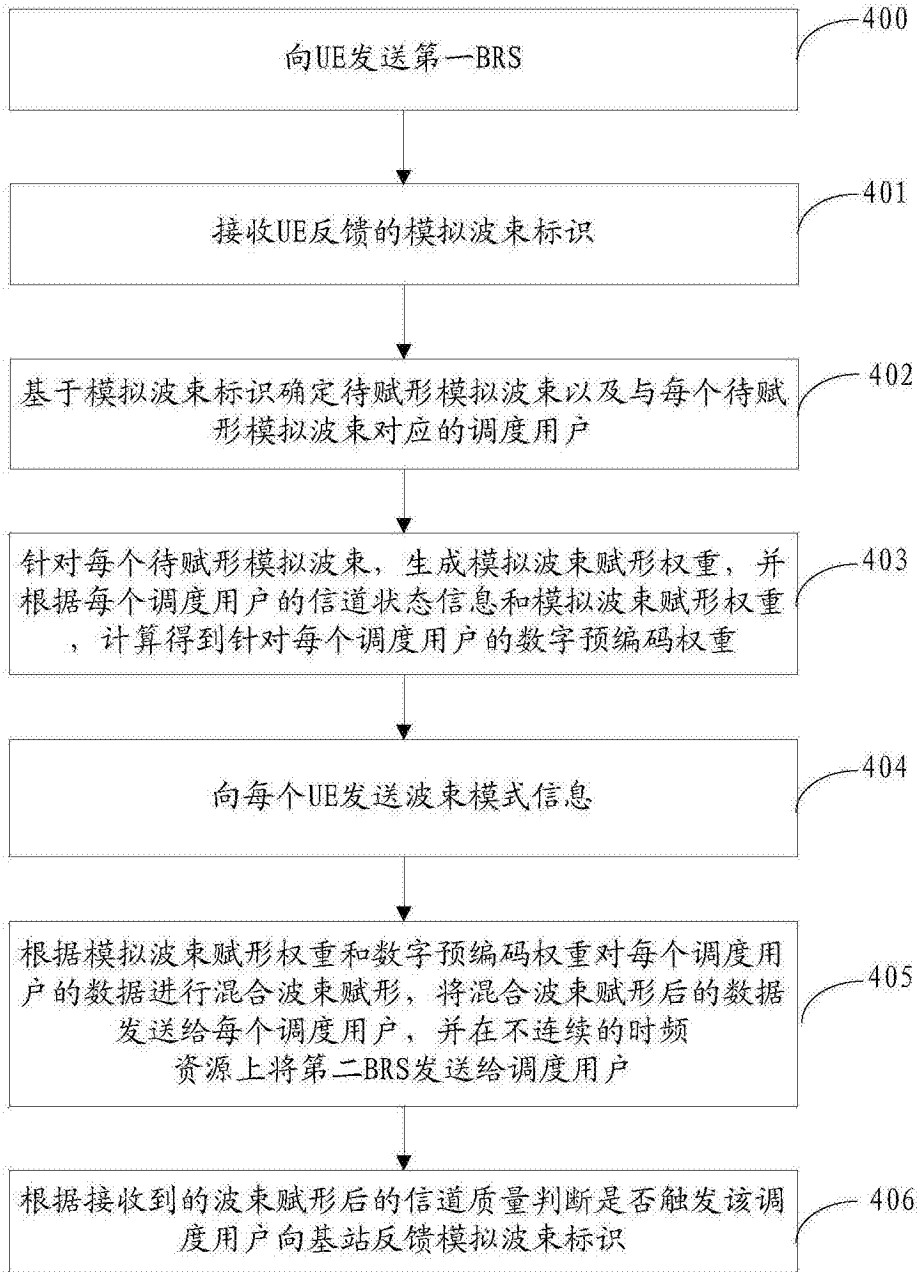 400
向UE发送第一BRS
401
接收UE反馈的模拟波束标识
402
基于模拟波束标识确定待赋形模拟波束以及与每个待赋
形模拟波束对应的调度用户
403
针对每个待赋形模拟波束，生成模拟波束赋形权重，并
根据每个调度用户的信道状态信息和模拟波束赋形权重
，计算得到针对每个调度用户的数字预编码权重
404
向每个UE发送波束模式信息
根据模拟波束赋形权重和数字预编码权重对每个调度用
户的数据进行混合波束赋形，将混合波束赋形后的数据
405
发送给每个调度用户，并在不连续的时频
资源上将第二BRS发送给调度用户
根据接收到的波束赋形后的信道质量判断是否触发该调
406
度用户向基站反馈模拟波束标识